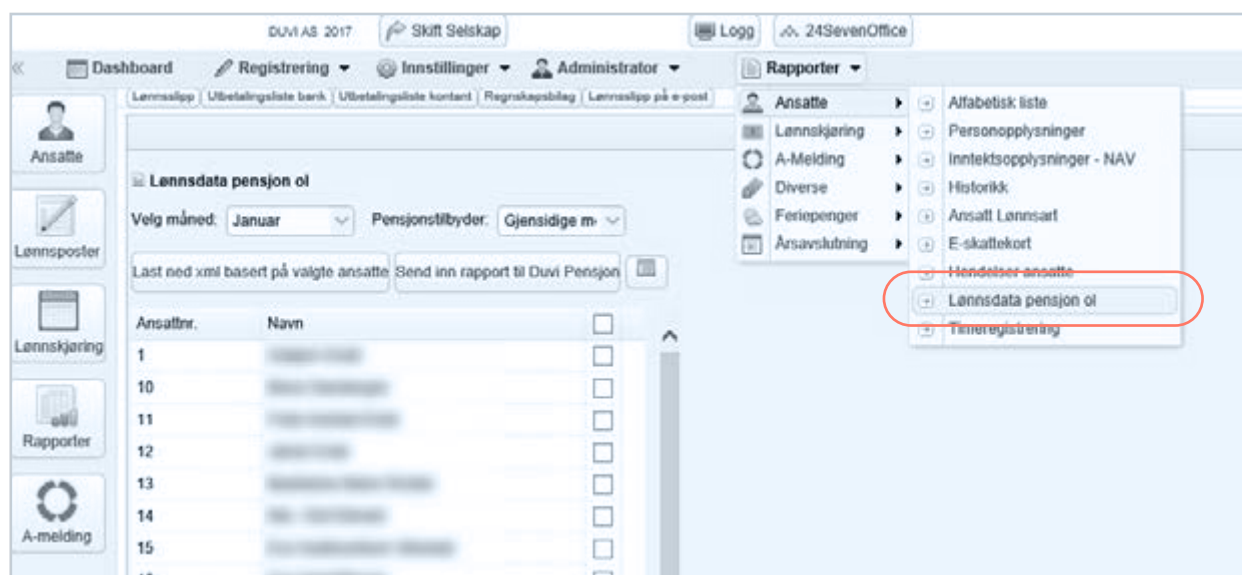 DUVI AS 2017 Skift Selskap Logg 24SevenOffice
Dashboard Registrering Innstillinger Administrator Rapporter
Lønnsslipp Utbetalingsliste bank Utbetalingsliste kontant Regnskapsbilag Lønnsslipp på e-post
Ansatte
Lønnsposter
Lønnskjøring
Rapporter
A-melding
Lønnsdata pensjon ol
Velg måned: Januar Pensjonstilbyder: Gjensidige m
Last ned xml basert på valgte ansatte Send inn rapport til Duvi Pensjon
Ansattnr. Navn
1
10
11
12
13
14
15
Ansatte
Lønnskjøring
A-Melding
Diverse
Feriepenger
Årsavslutning
Alfabetisk liste
Personopplysninger
Inntektsopplysninger - NAV
Historikk
Ansatt Lønnsart
E-skattekort
Hendelser ansatte
Lønnsdata pensjon ol
Timeregistrering